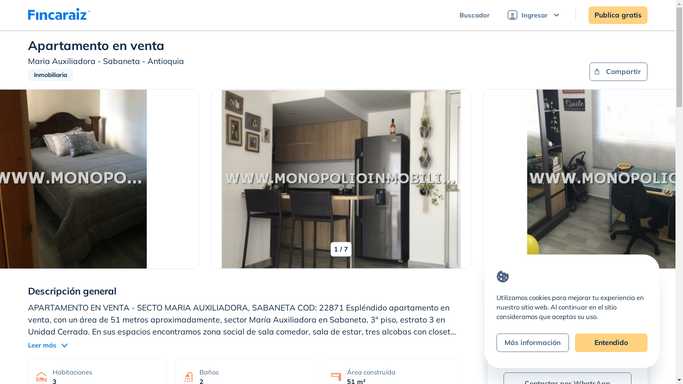 Fincaraiz
Buscador
Ingresar
Publica gratis
Apartamento en venta
Maria Auxiliadora - Sabaneta - Antioquia
Inmobiliaria
Compartir
WWW.MONOPO...
WWW.MONOPOLIOINMOBILI...
WWW.MONOPO...
Smile
1 / 7
Descripción general
APARTAMENTO EN VENTA - SECTO MARIA AUXILIADORA, SABANETA COD: 22871 Espléndido apartamento en
venta, con un área de 51 metros aproximadamente, sector María Auxiliadora en Sabaneta, 3° piso, estrato 3 en
Unidad Cerrada. En sus espacios encontramos zona social de sala comedor, sala de estar, tres alcobas con closet...
Leer más
Habitaciones
3
Baños
2
Área construida
51 m²
Utilizamos cookies para mejorar tu experiencia en
nuestro sitio web. Al continuar en el sitio
consideramos que aceptas su uso.
Más información
Entendido
Contactar por WhatsApp